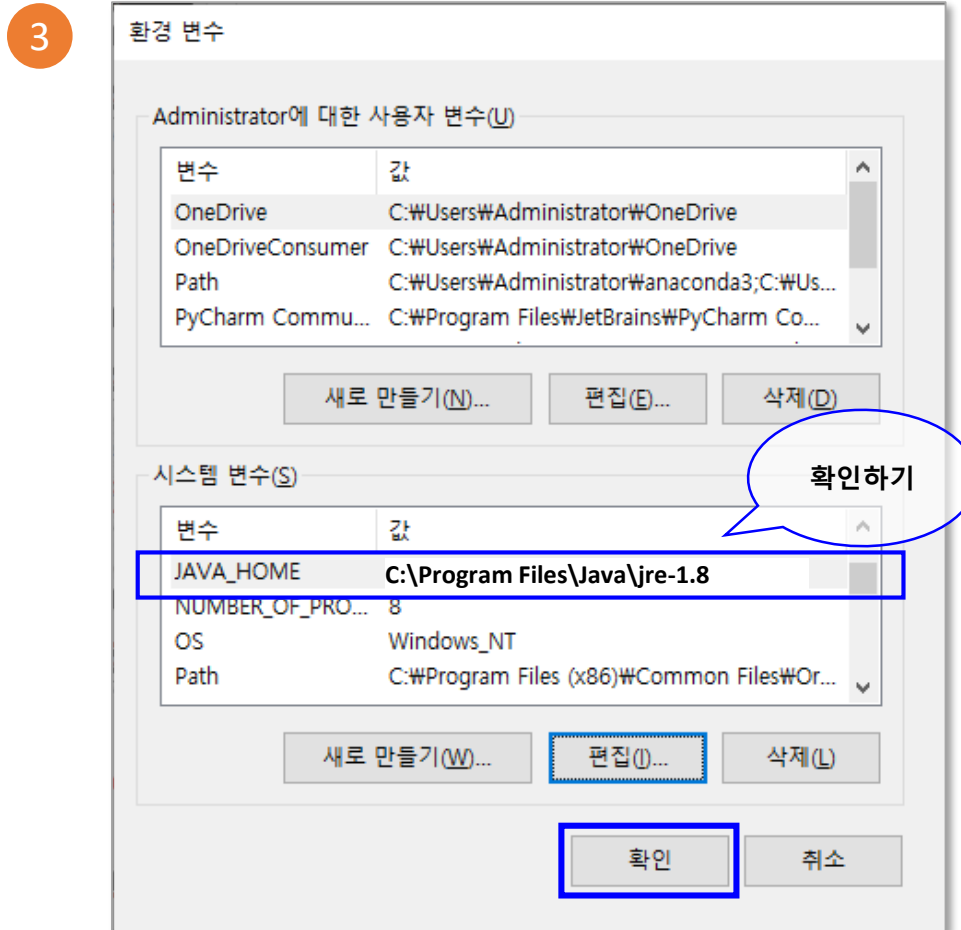 3
환경 변수
Administrator에 대한 사용자 변수(U)
변수 값
OneDrive C:₩Users₩Administrator₩OneDrive
OneDriveConsumer C:₩Users₩Administrator₩OneDrive
Path C:₩Users₩Administrator₩anaconda3;C:₩Us...
PyCharm Commu... C:₩Program Files₩JetBrains₩PyCharm Co...
새로 만들기(N)... 편집(E)... 삭제(D)
시스템 변수(S)
확인하기
변수 값
JAVA_HOME C:\Program Files\Java\jre-1.8
NUMBER_OF_PRO... 8
OS Windows_NT
Path C:₩Program Files (x86)₩Common Files₩Or...
새로 만들기(W)... 편집(I)... 삭제(L)
확인 취소